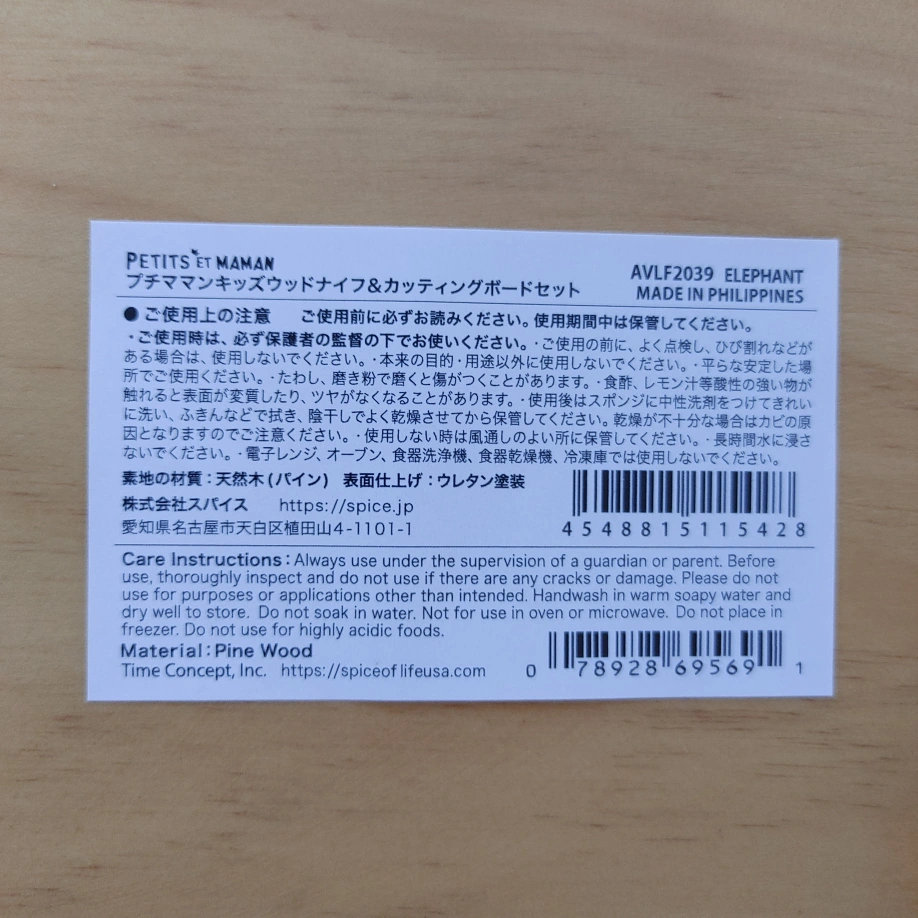 PETITS ET MAMAN
プチママンキッズウッドナイフ&カッティングボードセット
AVLF2039 ELEPHANT
MADE IN PHILIPPINES
●ご使用上の注意 ご使用前に必ずお読みください。使用期間中は保管してください。
・ご使用時は、必ず保護者の監督の下でお使いください。・ご使用の前に、よく点検し、ひび割れなどが
ある場合は、使用しないでください。・本来の目的・用途以外に使用しないでください。・平らな安定した場
所でご使用ください。・たわし、磨き粉で磨くと傷がつくことがあります。・食酢、レモン汁等酸性の強い物が
触れると表面が変質したり、ツヤがなくなることがあります。・使用後はスポンジに中性洗剤をつけてきれい
に洗い、ふきんなどで拭き、陰干しでよく乾燥させてから保管してください。乾燥が不十分な場合はカビの原
因となりますのでご注意ください。・使用しない時は風通しのよい所に保管してください。・長時間水に浸さ
ないでください。・電子レンジ、オーブン、食器洗浄機、食器乾燥機、冷凍庫では使用しないでください。
素地の材質：天然木(パイン) 表面仕上げ：ウレタン塗装
株式会社スパイス https://spice.jp
愛知県名古屋市天白区植田山4-1101-1
4548815115428
Care Instructions：Always use under the supervision of a guardian or parent. Before
use, thoroughly inspect and do not use if there are any cracks or damage. Please do not
use for purposes or applications other than intended. Handwash in warm soapy water and
dry well to store. Do not soak in water. Not for use in oven or microwave. Do not place in
freezer. Do not use for highly acidic foods.
Material：Pine Wood
Time Concept, Inc. https://spiceoflifeusa.com
0 78928 69569 1